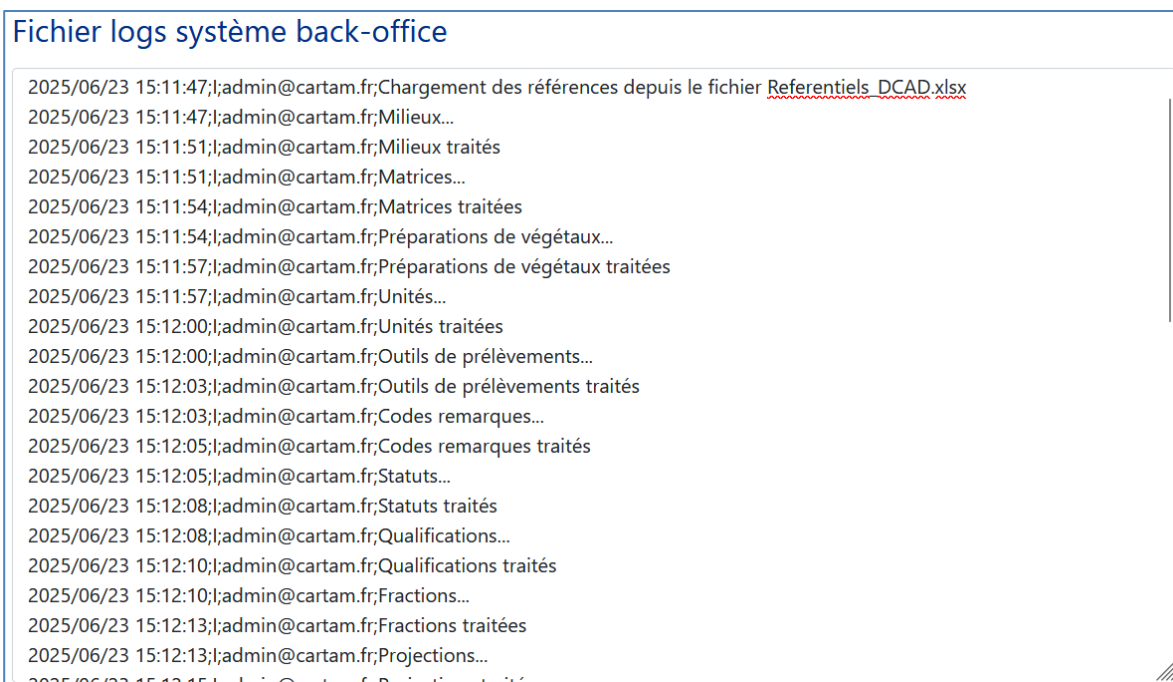 Fichier logs système back-office
2025/06/23 15:11:47;I;admin@cartam.fr;Chargement des références depuis le fichier Referentiels_DCAD.xlsx
2025/06/23 15:11:47;I;admin@cartam.fr;Milieux...
2025/06/23 15:11:51;I;admin@cartam.fr;Milieux traités
2025/06/23 15:11:51;I;admin@cartam.fr;Matrices...
2025/06/23 15:11:54;I;admin@cartam.fr;Matrices traitées
2025/06/23 15:11:54;I;admin@cartam.fr;Préparations de végétaux...
2025/06/23 15:11:57;I;admin@cartam.fr;Préparations de végétaux traitées
2025/06/23 15:11:57;I;admin@cartam.fr;Unités...
2025/06/23 15:12:00;I;admin@cartam.fr;Unités traitées
2025/06/23 15:12:00;I;admin@cartam.fr;Outils de prélèvements...
2025/06/23 15:12:03;I;admin@cartam.fr;Outils de prélèvements traités
2025/06/23 15:12:03;I;admin@cartam.fr;Codes remarques...
2025/06/23 15:12:05;I;admin@cartam.fr;Codes remarques traités
2025/06/23 15:12:05;I;admin@cartam.fr;Statuts...
2025/06/23 15:12:08;I;admin@cartam.fr;Statuts traités
2025/06/23 15:12:08;I;admin@cartam.fr;Qualifications...
2025/06/23 15:12:10;I;admin@cartam.fr;Qualifications traités
2025/06/23 15:12:10;I;admin@cartam.fr;Fractions...
2025/06/23 15:12:13;I;admin@cartam.fr;Fractions traitées
2025/06/23 15:12:13;I;admin@cartam.fr;Projections...